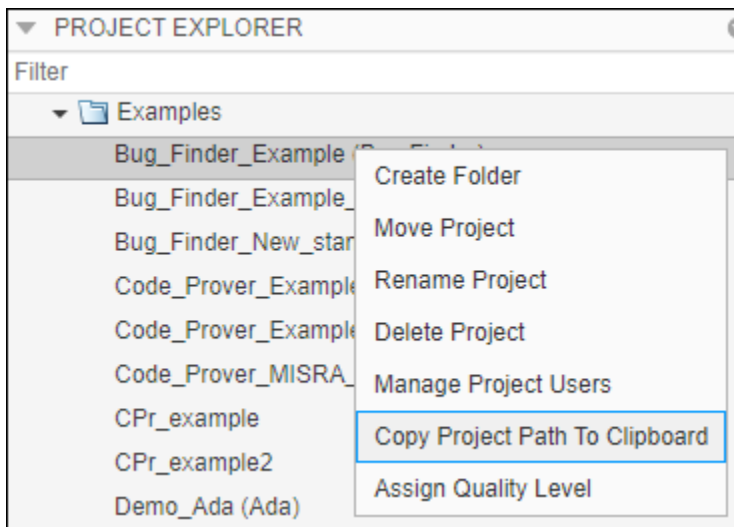 PROJECT EXPLORER
Filter
Examples
Bug_Finder_Example
Bug_Finder_Example_
Bug_Finder_New_star
Code_Prover_Example
Code_Prover_Example
Code_Prover_MISRA_
CPr_example
CPr_example2
Demo_Ada (Ada)
Create Folder
Move Project
Rename Project
Delete Project
Manage Project Users
Copy Project Path To Clipboard
Assign Quality Level